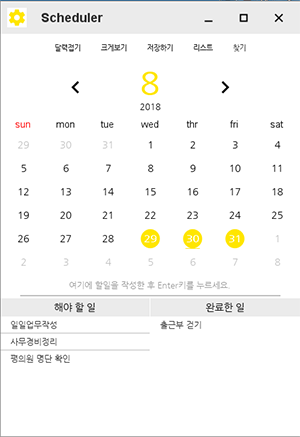 Scheduler
달력접기 크게보기 저장하기 리스트 찾기
8
2018
sun mon tue wed thr fri sat
29 30 31 1 2 3 4
5 6 7 8 9 10 11
12 13 14 15 16 17 18
19 20 21 22 23 24 25
26 27 28 29 30 31 1
2 3 4 5 6 7 8
여기에 할일을 작성한 후 Enter키를 누르세요.
해야 할 일 완료한 일
일일업무작성 출근부 걷기
사무경비정리
평의원 명단 확인